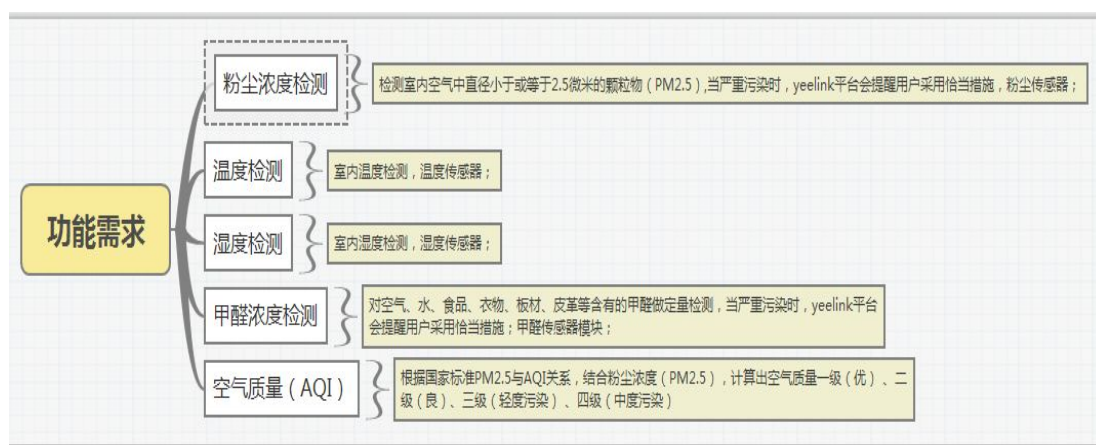 功能需求
粉尘浓度检测
检测室内空气中直径小于或等于2.5微米的颗粒物（PM2.5）,当严重污染时，yeelink平台会提醒用户采用恰当措施，粉尘传感器；
温度检测
室内温度检测，温度传感器；
湿度检测
室内湿度检测，湿度传感器；
甲醛浓度检测
对空气、水、食品、衣物、板材、皮革等含有的甲醛做定量检测，当严重污染时，yeelink平台
会提醒用户采用恰当措施；甲醛传感器模块；
空气质量（AQI）
根据国家标准PM2.5与AQI关系，结合粉尘浓度（PM2.5），计算出空气质量一级（优）、二
级（良）、三级（轻度污染）、四级（中度污染）